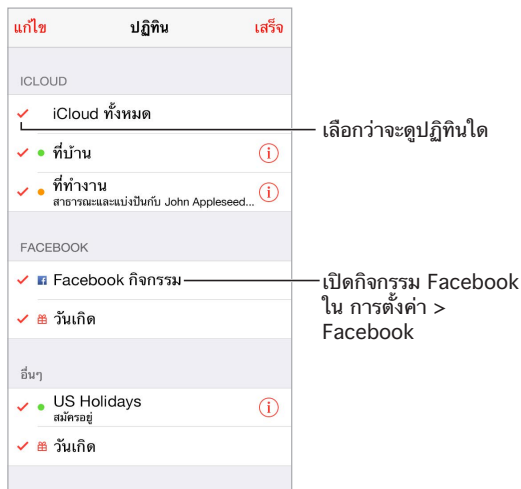 แก้ไข ปฏิทิน เสร็จ
ICLOUD
iCloud ทั้งหมด
เลือกว่าจะดูปฏิทินใด
ที่บ้าน
ที่ทำงาน
สาธารณะและแบ่งปันกับ John Appleseed...
FACEBOOK
Facebook กิจกรรม
เปิดกิจกรรม Facebook
ใน การตั้งค่า >
Facebook
วันเกิด
อื่นๆ
US Holidays
สมัครอยู่
วันเกิด